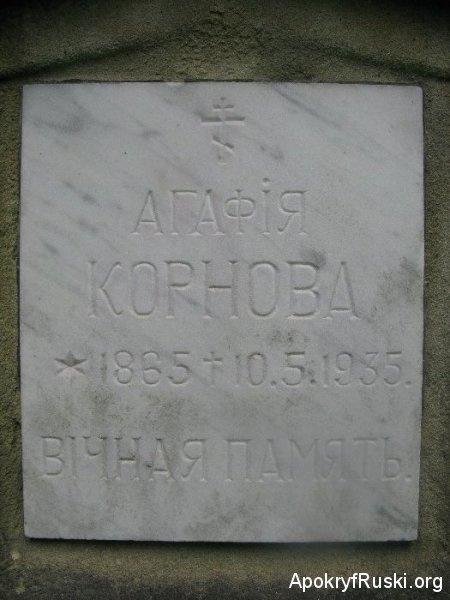 АГАФІЯ
КОРНОВА
* 1865 † 10.5.1935.
ВІЧНАЯ ПАМЯТЬ.
ApokryfRuski.org